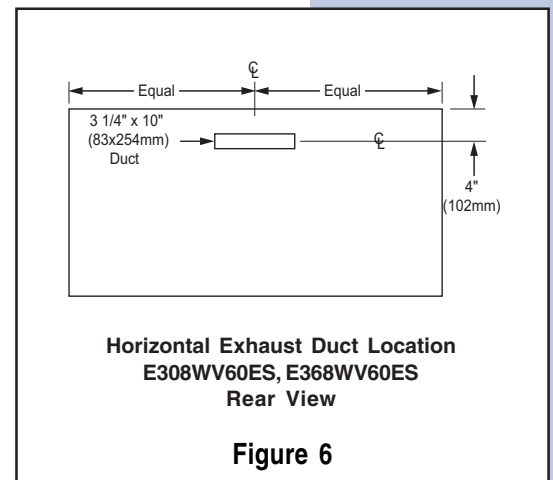 ℄
Equal
Equal
3 1/4" x 10"
(83x254mm)
Duct
℄
4"
(102mm)
Horizontal Exhaust Duct Location
E308WV60ES, E368WV60ES
Rear View
Figure 6